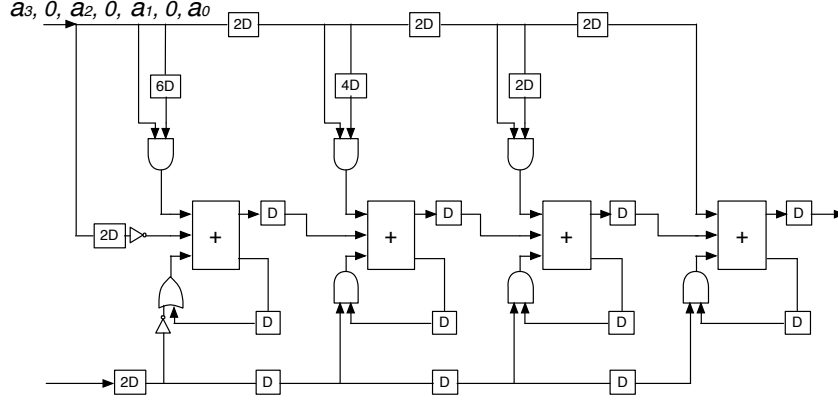 a3, 0, a2, 0, a1, 0, a0
2D 2D 2D
6D 4D 2D
D D D D
2D + + + +
D D D D
2D D D D